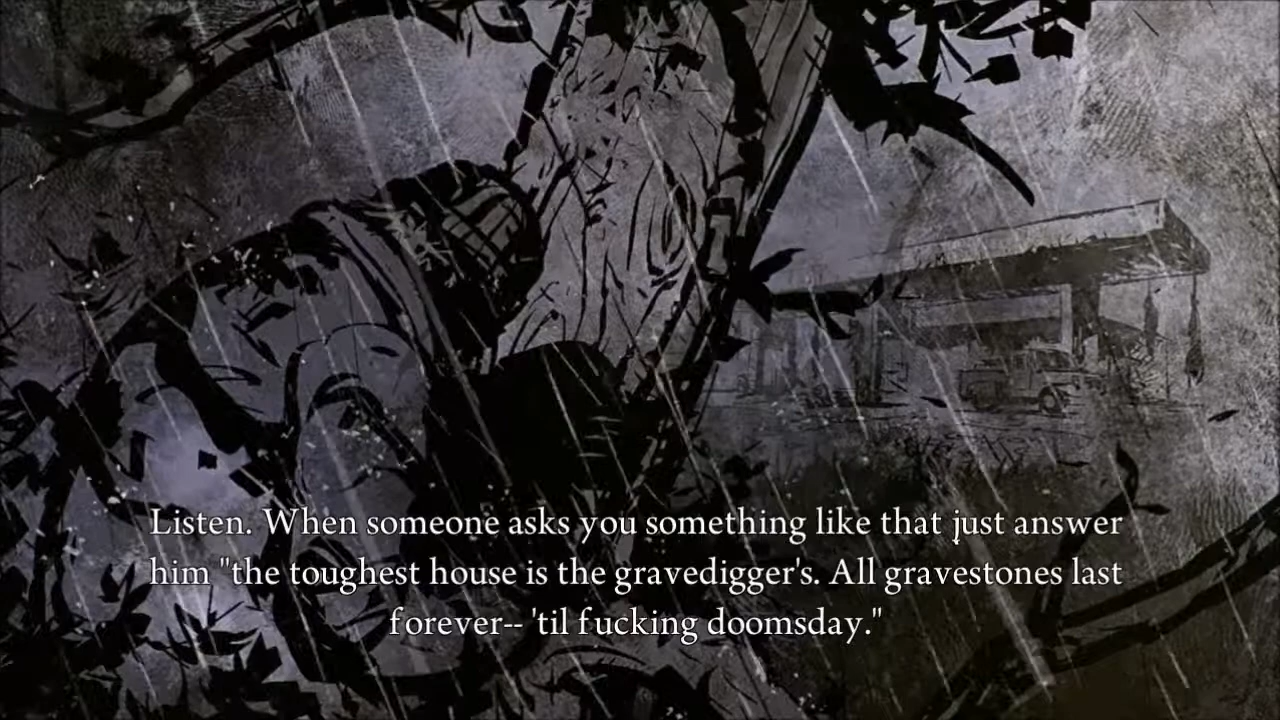 Listen. When someone asks you something like that just answer
him "the toughest house is the gravedigger's. All gravestones last
forever-- 'til fucking doomsday."